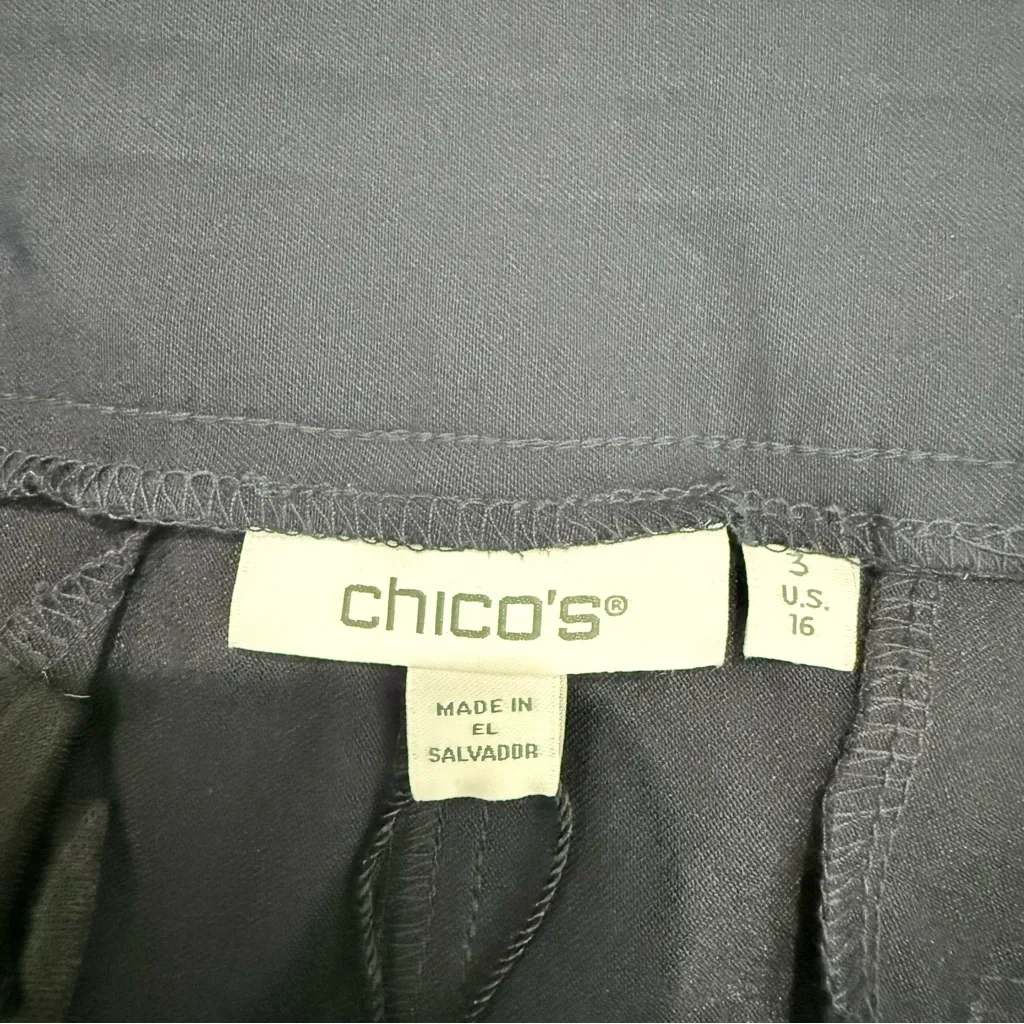 chico's®
3
U.S.
16
MADE IN
EL
SALVADOR